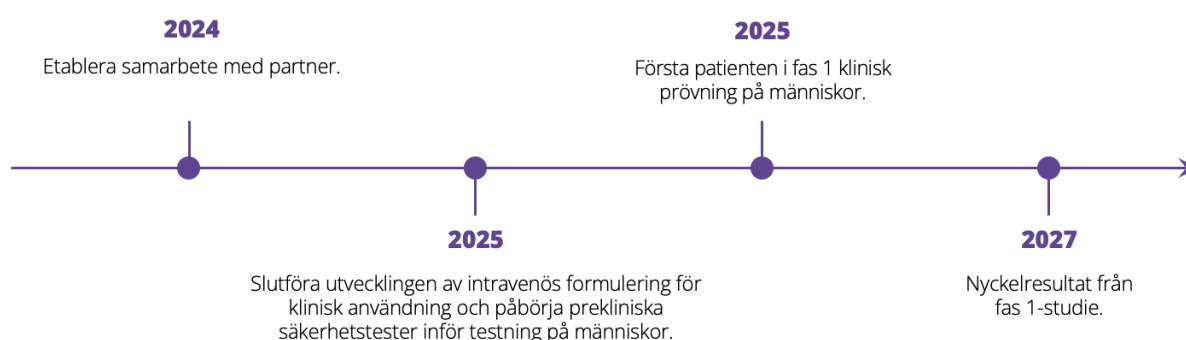 2024
Etablera samarbete med partner.
2025
Slutföra utvecklingen av intravenös formulering för
klinisk användning och påbörja prekliniska
säkerhetstester inför testning på människor.
2025
Första patienten i fas 1 klinisk
prövning på människor.
2027
Nyckelresultat från
fas 1-studie.